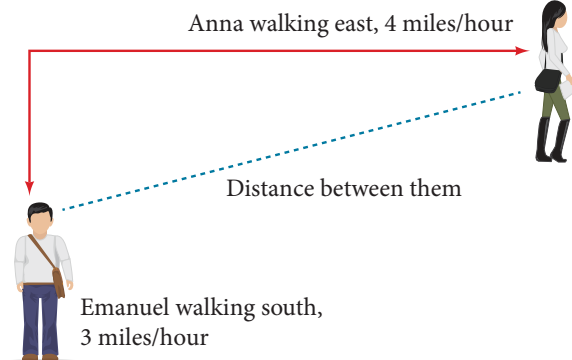 Anna walking east, 4 miles/hour
Distance between them
Emanuel walking south,
3 miles/hour